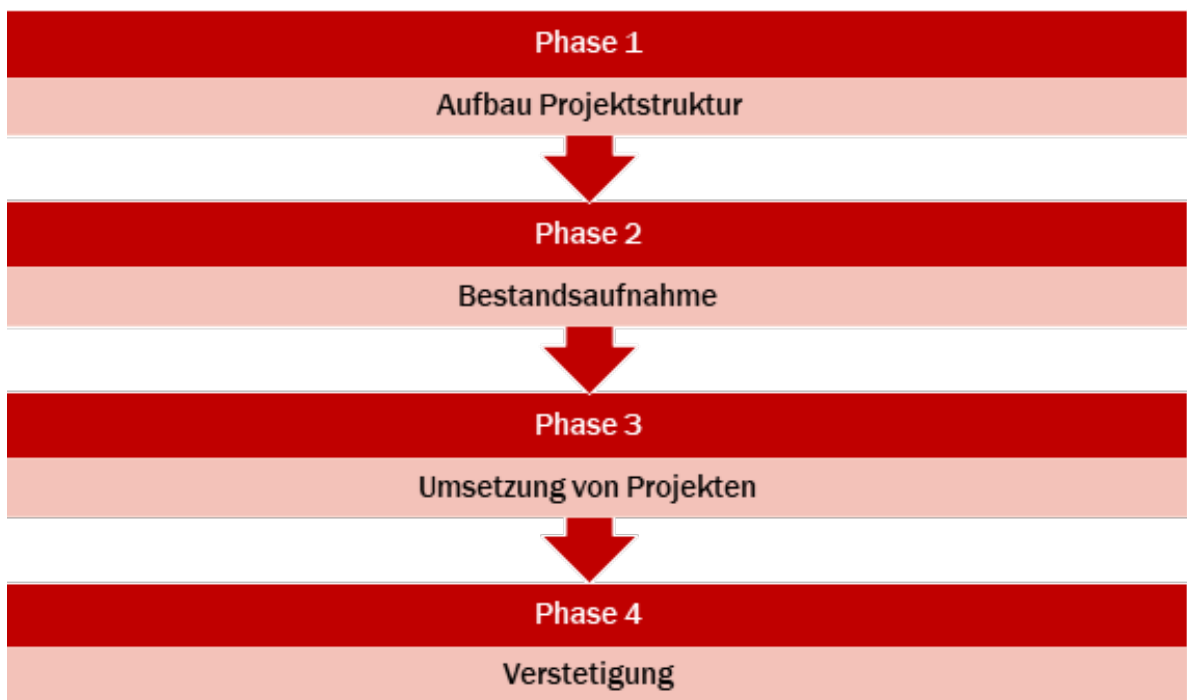 Phase 1
Aufbau Projektstruktur
Phase 2
Bestandsaufnahme
Phase 3
Umsetzung von Projekten
Phase 4
Verstetigung